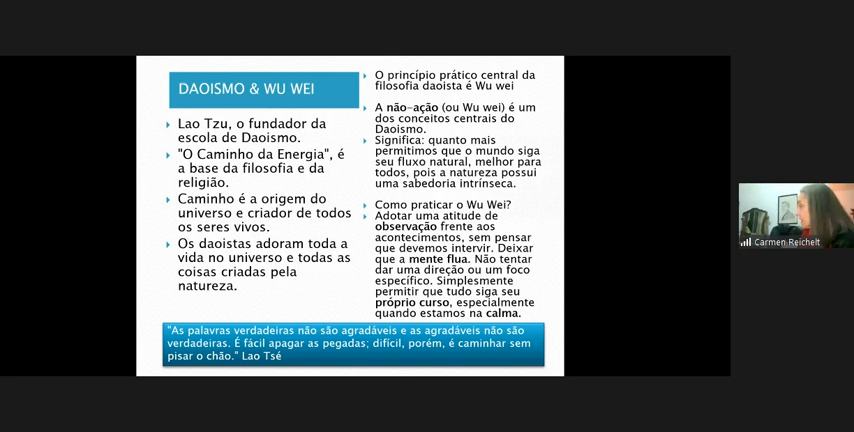 DAOISMO & WU WEI
Lao Tzu, o fundador da
escola de Daoismo.
"O Caminho da Energia", é
a base da filosofia e da
religião.
Caminho é a origem do
universo e criador de todos
os seres vivos.
Os daoistas adoram toda a
vida no universo e todas as
coisas criadas pela
natureza.
O princípio prático central da
filosofia daoista é Wu wei
A não-ação (ou Wu wei) é um
dos conceitos centrais do
Daoismo.
Significa: quanto mais
permitimos que o mundo siga
seu fluxo natural, melhor para
todos, pois a natureza possui
uma sabedoria intrínseca.
Como praticar o Wu Wei?
Adotar uma atitude de
observação frente aos
acontecimentos, sem pensar
que devemos intervir. Deixar
que a mente flua. Não tentar
dar uma direção ou um foco
específico. Simplesmente
permitir que tudo siga seu
próprio curso, especialmente
quando estamos na calma.
"As palavras verdadeiras não são agradáveis e as agradáveis não são
verdadeiras. É fácil apagar as pegadas; difícil, porém, é caminhar sem
pisar o chão." Lao Tsé
Carmen Reichelt